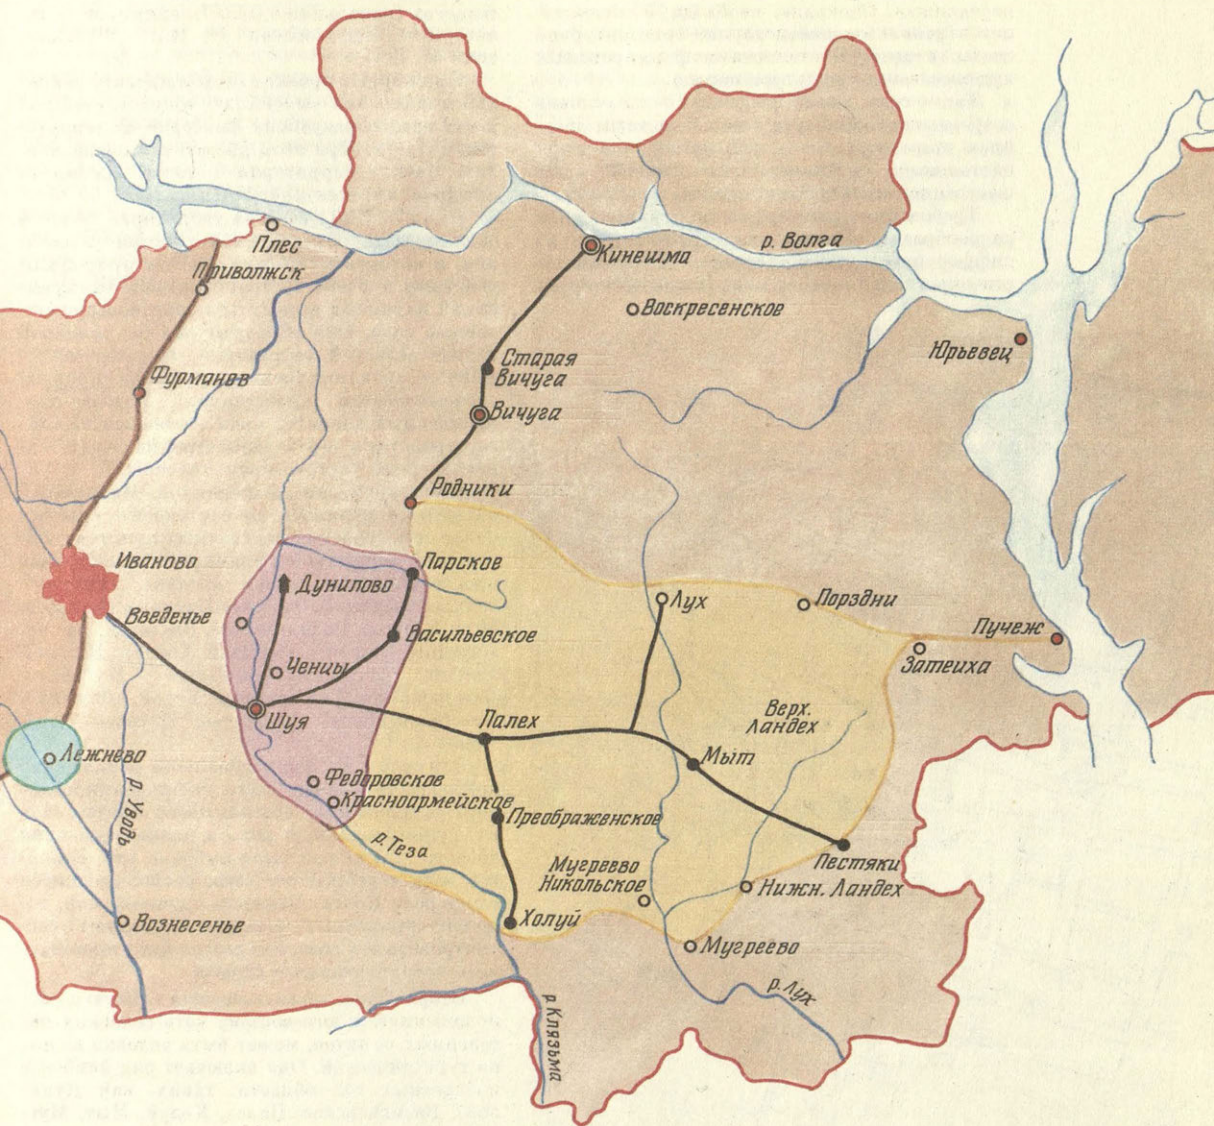 Плес
р. Волга
Кинешма
Приволжск
Воскресенское
Юрьевец
Старая
Вичуга
Фурманов
Вичуга
Родники
Иваново
Парское
Дунилово
Лух
Порздни
Введенье
Васильевское
Пучеж
Затеиха
Ченцы
Шуя
Палех
Верх.
Ландех
Лежнево
Мыт
Федоровское
Красноармейское
р. Уводь
Преображенское
р. Теза
Пестяки
Мугреево
Никольское
Нижн. Ландех
Вознесенье
Холуй
Мугреево
р. Лух
р. Клязьма